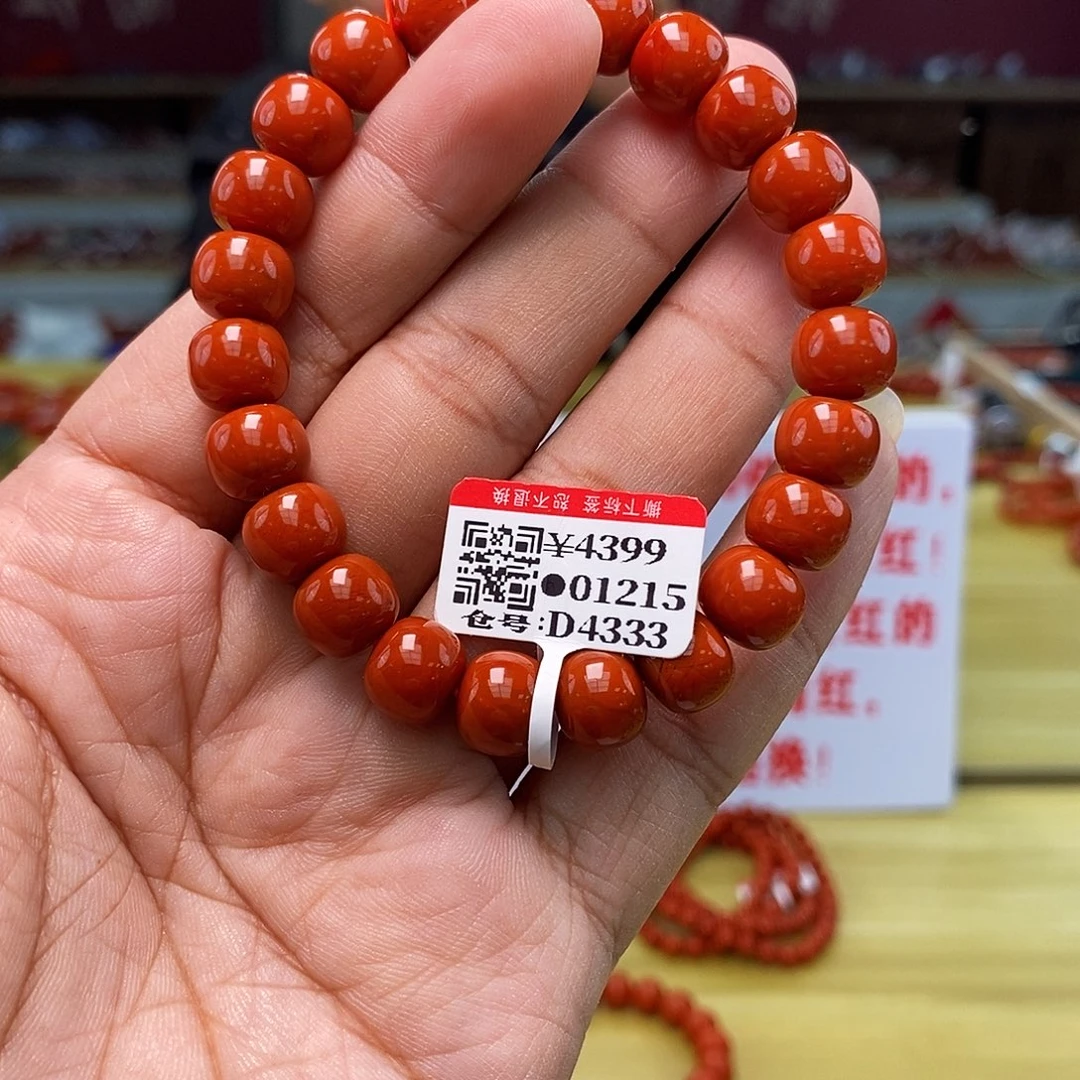 撕下标签 恕不退换
¥4399
●01215
仓号:D4333
的，
红！
红的
红，
换！